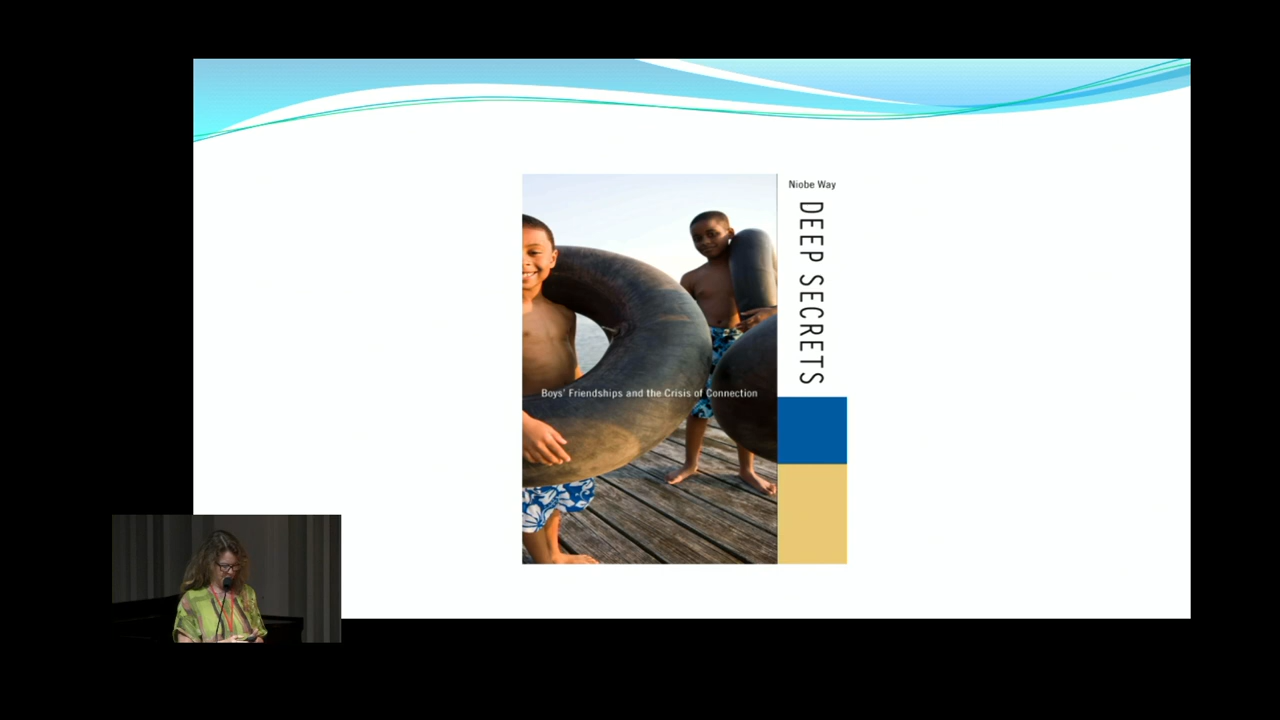 Niobe Way
DEEP SECRETS
Boys' Friendships and the Crisis of Connection